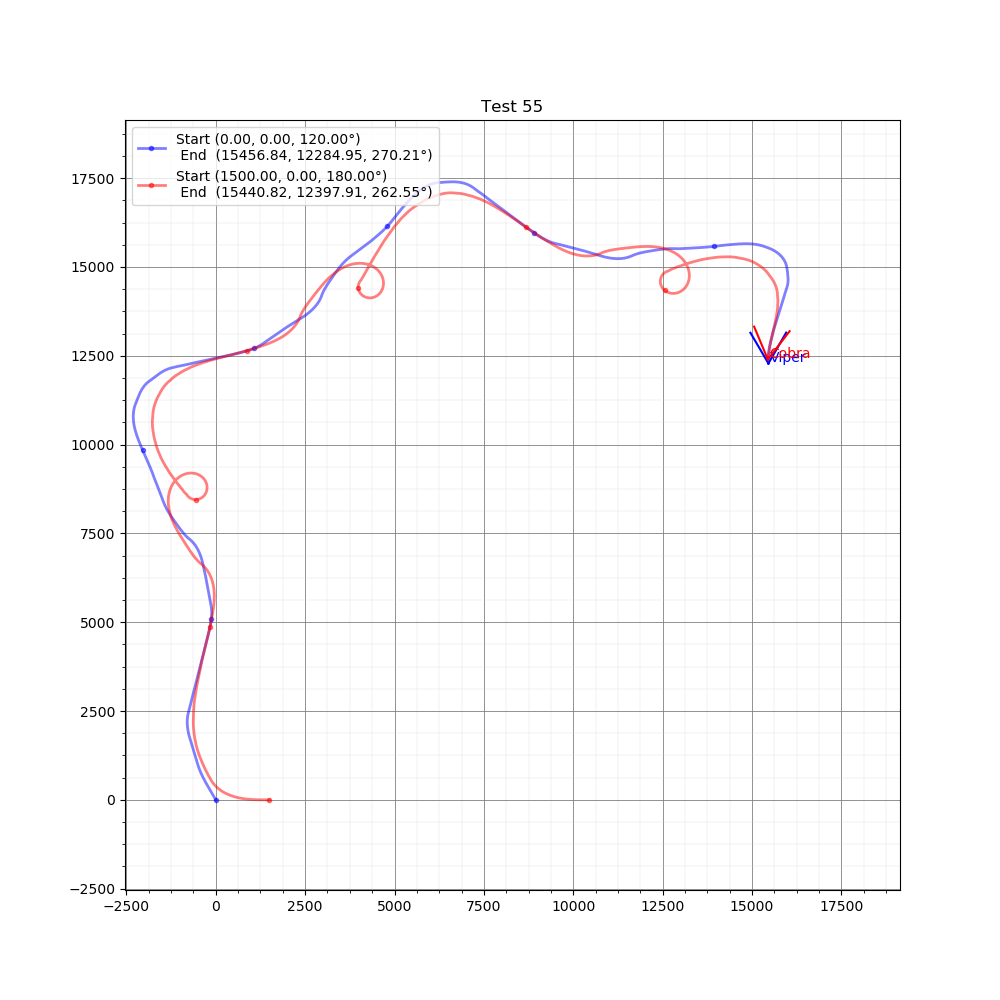 Test 55
Start (0.00, 0.00, 120.00°)
End  (15456.84, 12284.95, 270.21°)
Start (1500.00, 0.00, 180.00°)
End  (15440.82, 12397.91, 262.55°)
17500
15000
12500
10000
7500
5000
2500
0
−2500
Cobra
Viper
−2500 0 2500 5000 7500 10000 12500 15000 17500